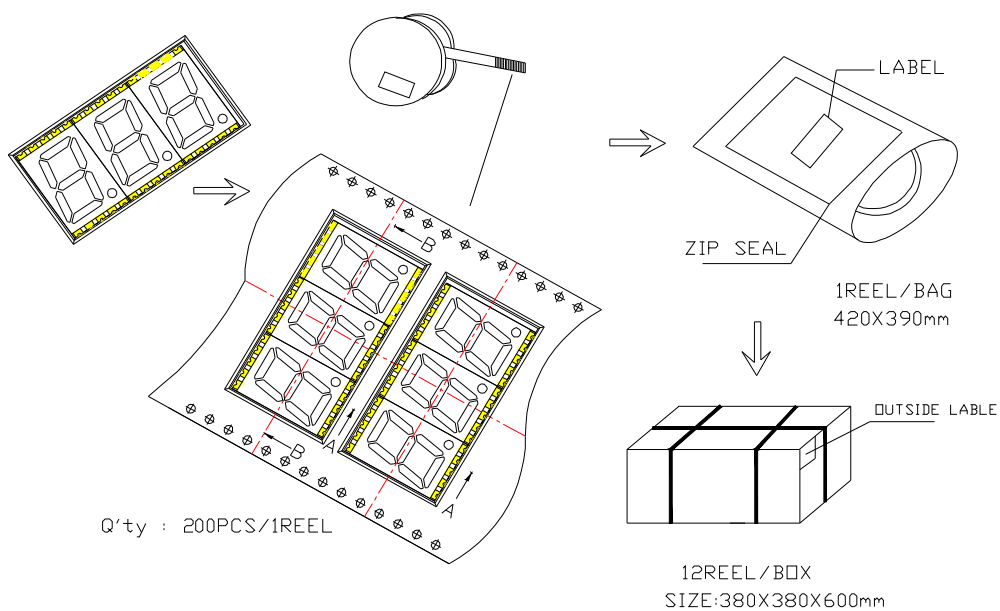 LABEL
ZIP SEAL
1REEL/BAG
420X390mm
B
B
A
A
Q'ty : 200PCS/1REEL
OUTSIDE LABLE
12REEL/BOX
SIZE:380X380X600mm